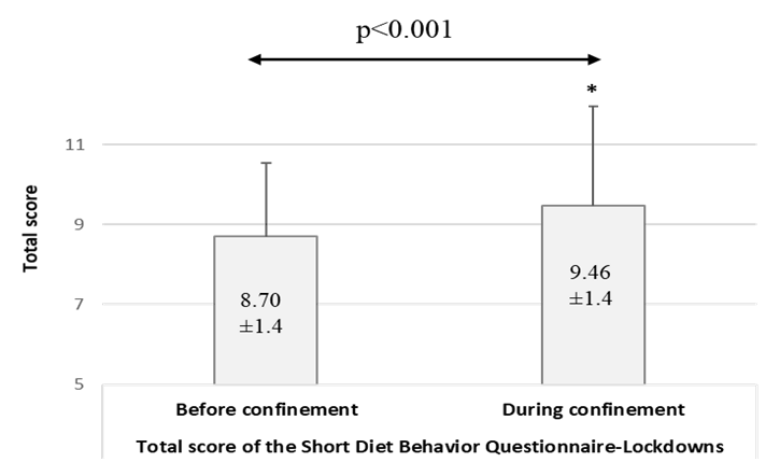 p<0.001
*
11
9
7
5
Total score
8.70
±1.4
9.46
±1.4
Before confinement
During confinement
Total score of the Short Diet Behavior Questionnaire-Lockdowns